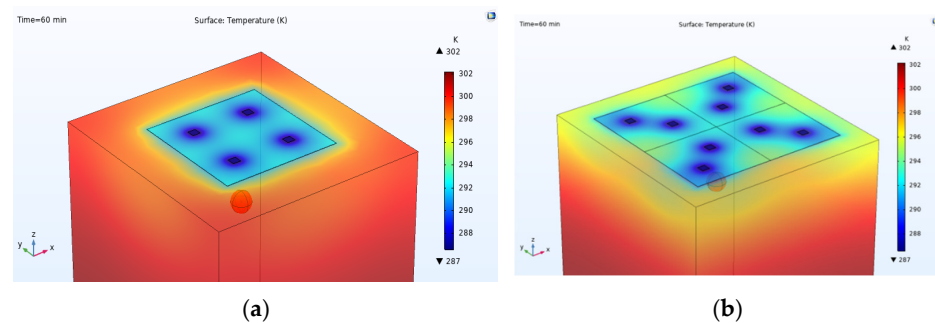 Time=60 min
Surface: Temperature (K)
K
▲ 302
302
300
298
296
294
292
290
288
▼ 287
y z x
(a)
Time=60 min
Surface: Temperature (K)
K
▲ 302
302
300
298
296
294
292
290
288
▼ 287
y z x
(b)